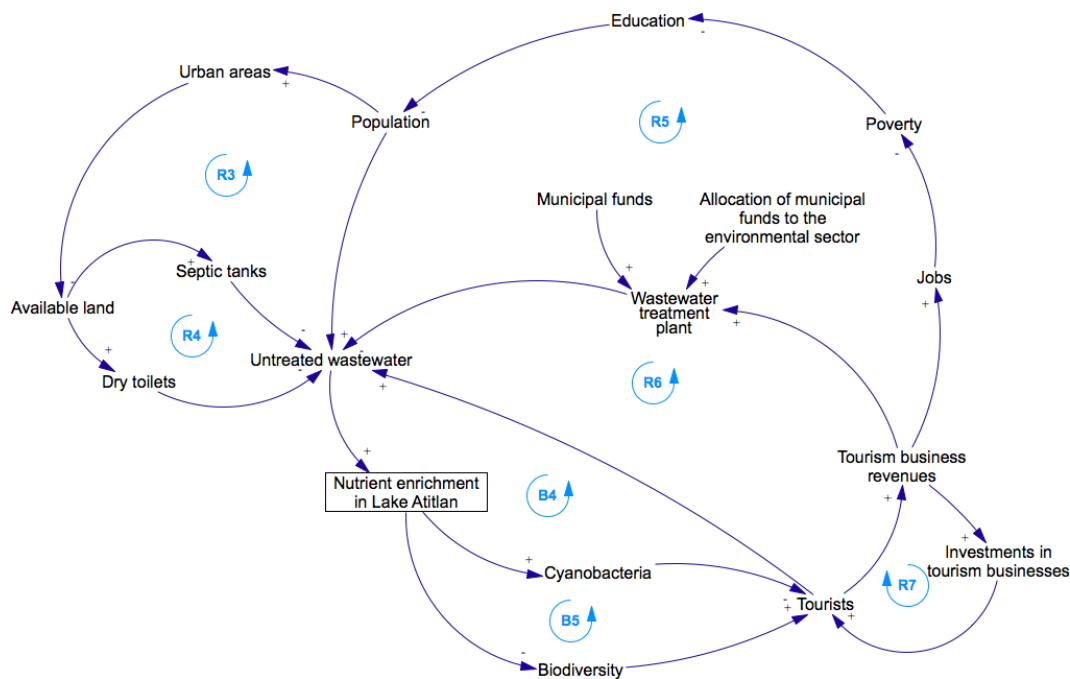 Education
Urban areas
Population
R5
Poverty
R3
Municipal funds
Allocation of municipal
funds to the
environmental sector
Septic tanks
Jobs
Available land
Wastewater
treatment
plant
R4
Untreated wastewater
Dry toilets
R6
Tourism business
revenues
Nutrient enrichment
in Lake Atitlan
B4
Investments in
tourism businesses
Cyanobacteria
R7
Tourists
B5
Biodiversity